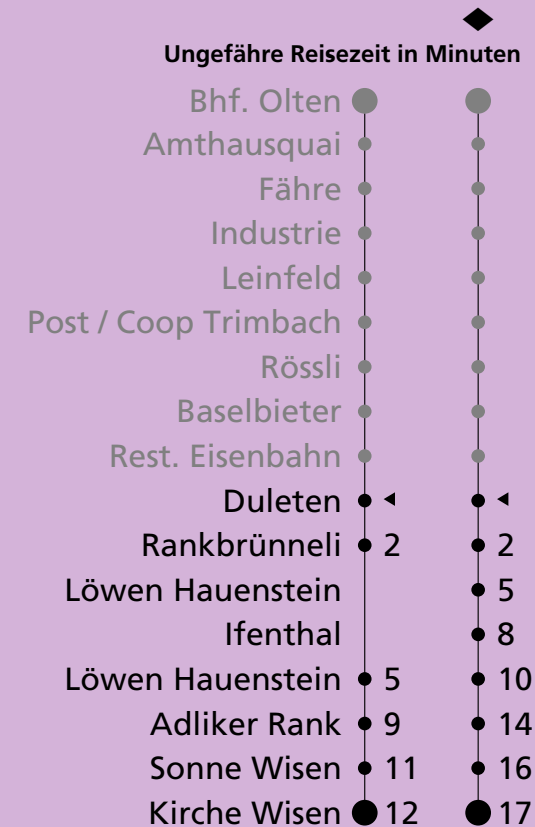 Ungefähre Reisezeit in Minuten
Bhf. Olten
Amthausquai
Fähre
Industrie
Leinfeld
Post / Coop Trimbach
Rössli
Baselbieter
Rest. Eisenbahn
Duleten
Rankbrünneli 2 2
Löwen Hauenstein 5
Ifenthal 8
Löwen Hauenstein 5 10
Adliker Rank 9 14
Sonne Wisen 11 16
Kirche Wisen 12 17